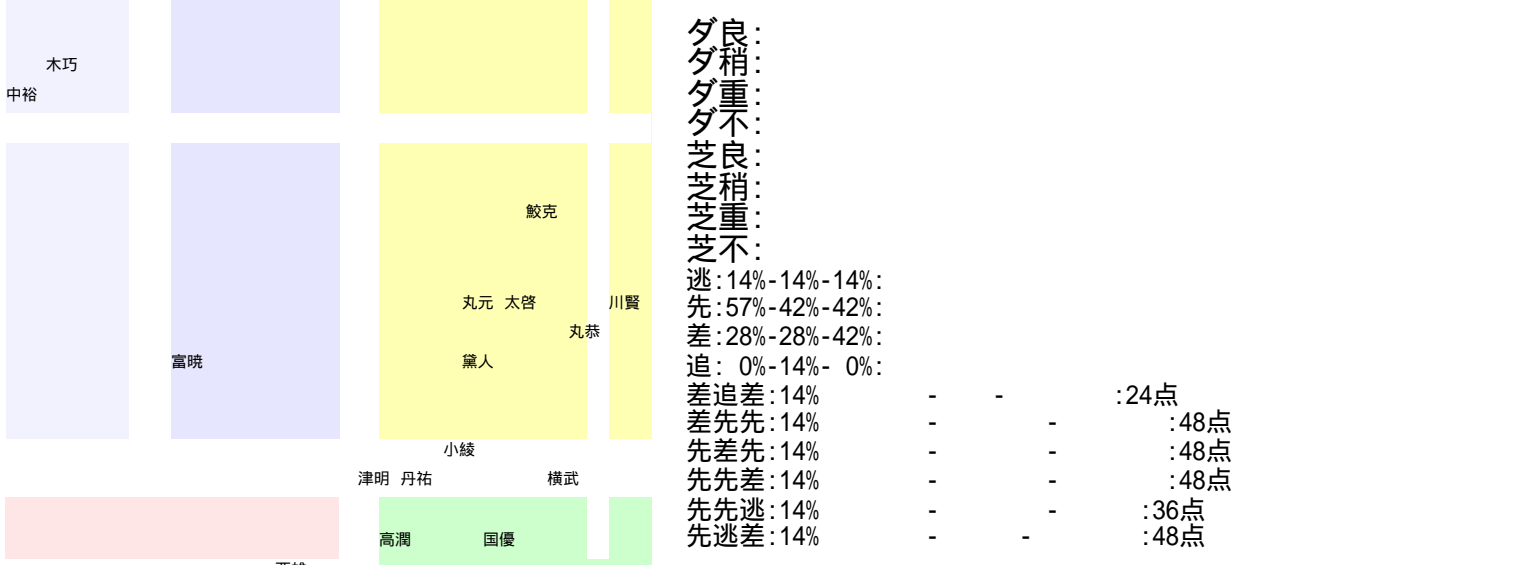 木巧
中裕
鮫克
丸元 太啓 川賢
丸恭
富暁 黛人
小綾
津明 丹祐 横武
高潤 国優
ダ良:
ダ稍:
ダ重:
ダ不:
芝良:
芝稍:
芝重:
芝不:
逃:14%-14%-14%:
先:57%-42%-42%:
差:28%-28%-42%:
追: 0%-14%- 0%:
差追差:14% - - :24点
差先先:14% - - :48点
先差先:14% - - :48点
先先差:14% - - :48点
先先逃:14% - - :36点
先逃差:14% - - :48点